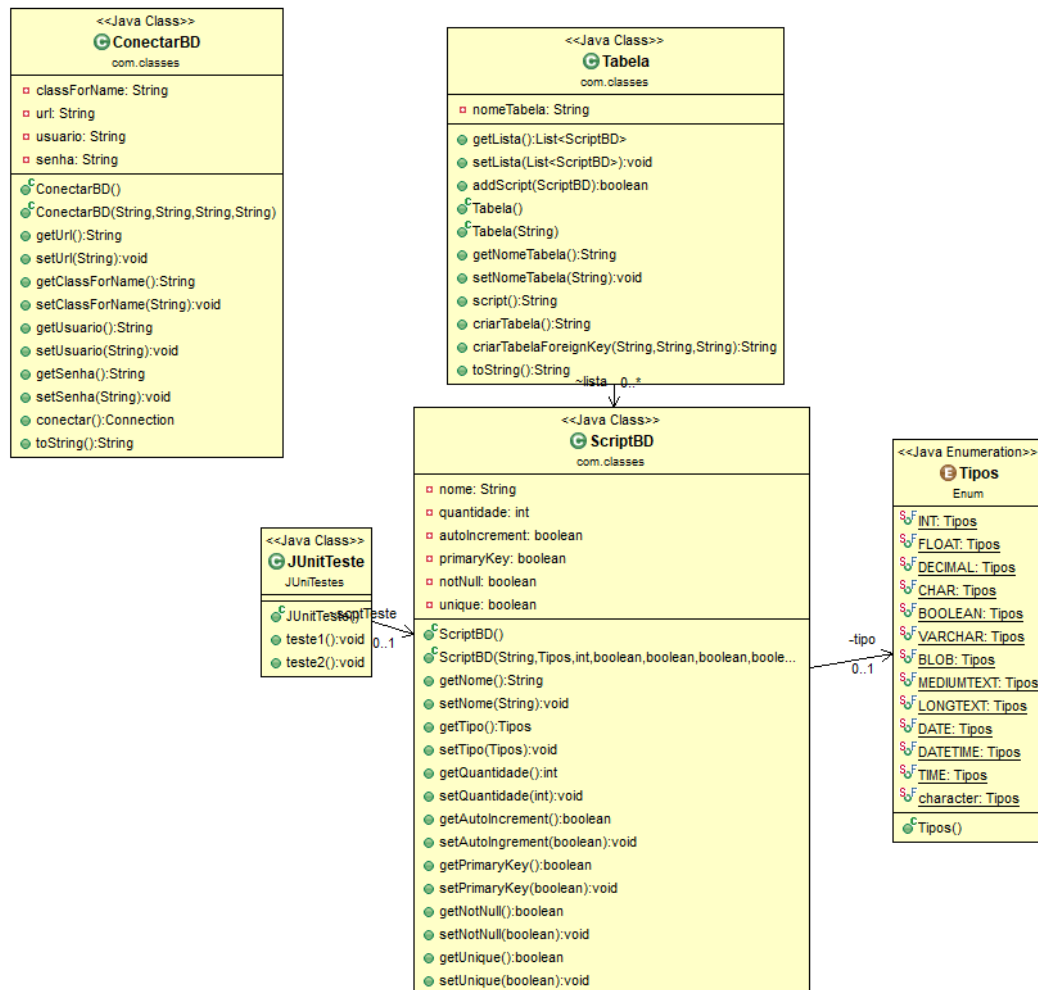 <<Java Class>>
ConectarBD
com.classes
classForName: String
url: String
usuario: String
senha: String
ConectarBD()
ConectarBD(String,String,String,String)
getUrl():String
setUrl(String):void
getClassForName():String
setClassForName(String):void
getUsuario():String
setUsuario(String):void
getSenha():String
setSenha(String):void
conectar():Connection
toString():String
<<Java Class>>
Tabela
com.classes
nomeTabela: String
getLista():List<ScriptBD>
setLista(List<ScriptBD>):void
addScript(ScriptBD):boolean
Tabela()
Tabela(String)
getNomeTabela():String
setNomeTabela(String):void
script():String
criarTabela():String
criarTabelaForeignKey(String,String,String):String
toString():String
~lista 0..*
<<Java Class>>
JUnitTeste
JUniTestes
JUnitTeste()
teste1():void
teste2():void
~scptTeste
0..1
<<Java Class>>
ScriptBD
com.classes
nome: String
quantidade: int
autoIncrement: boolean
primaryKey: boolean
notNull: boolean
unique: boolean
ScriptBD()
ScriptBD(String,Tipos,int,boolean,boolean,boolean,boole...
getNome():String
setNome(String):void
getTipo():Tipos
setTipo(Tipos):void
getQuantidade():int
setQuantidade(int):void
getAutoIncrement():boolean
setAutoIngrement(boolean):void
getPrimaryKey():boolean
setPrimaryKey(boolean):void
getNotNull():boolean
setNotNull(boolean):void
getUnique():boolean
setUnique(boolean):void
-tipo
0..1
<<Java Enumeration>>
Tipos
Enum
INT: Tipos
FLOAT: Tipos
DECIMAL: Tipos
CHAR: Tipos
BOOLEAN: Tipos
VARCHAR: Tipos
BLOB: Tipos
MEDIUMTEXT: Tipos
LONGTEXT: Tipos
DATE: Tipos
DATETIME: Tipos
TIME: Tipos
character: Tipos
Tipos()